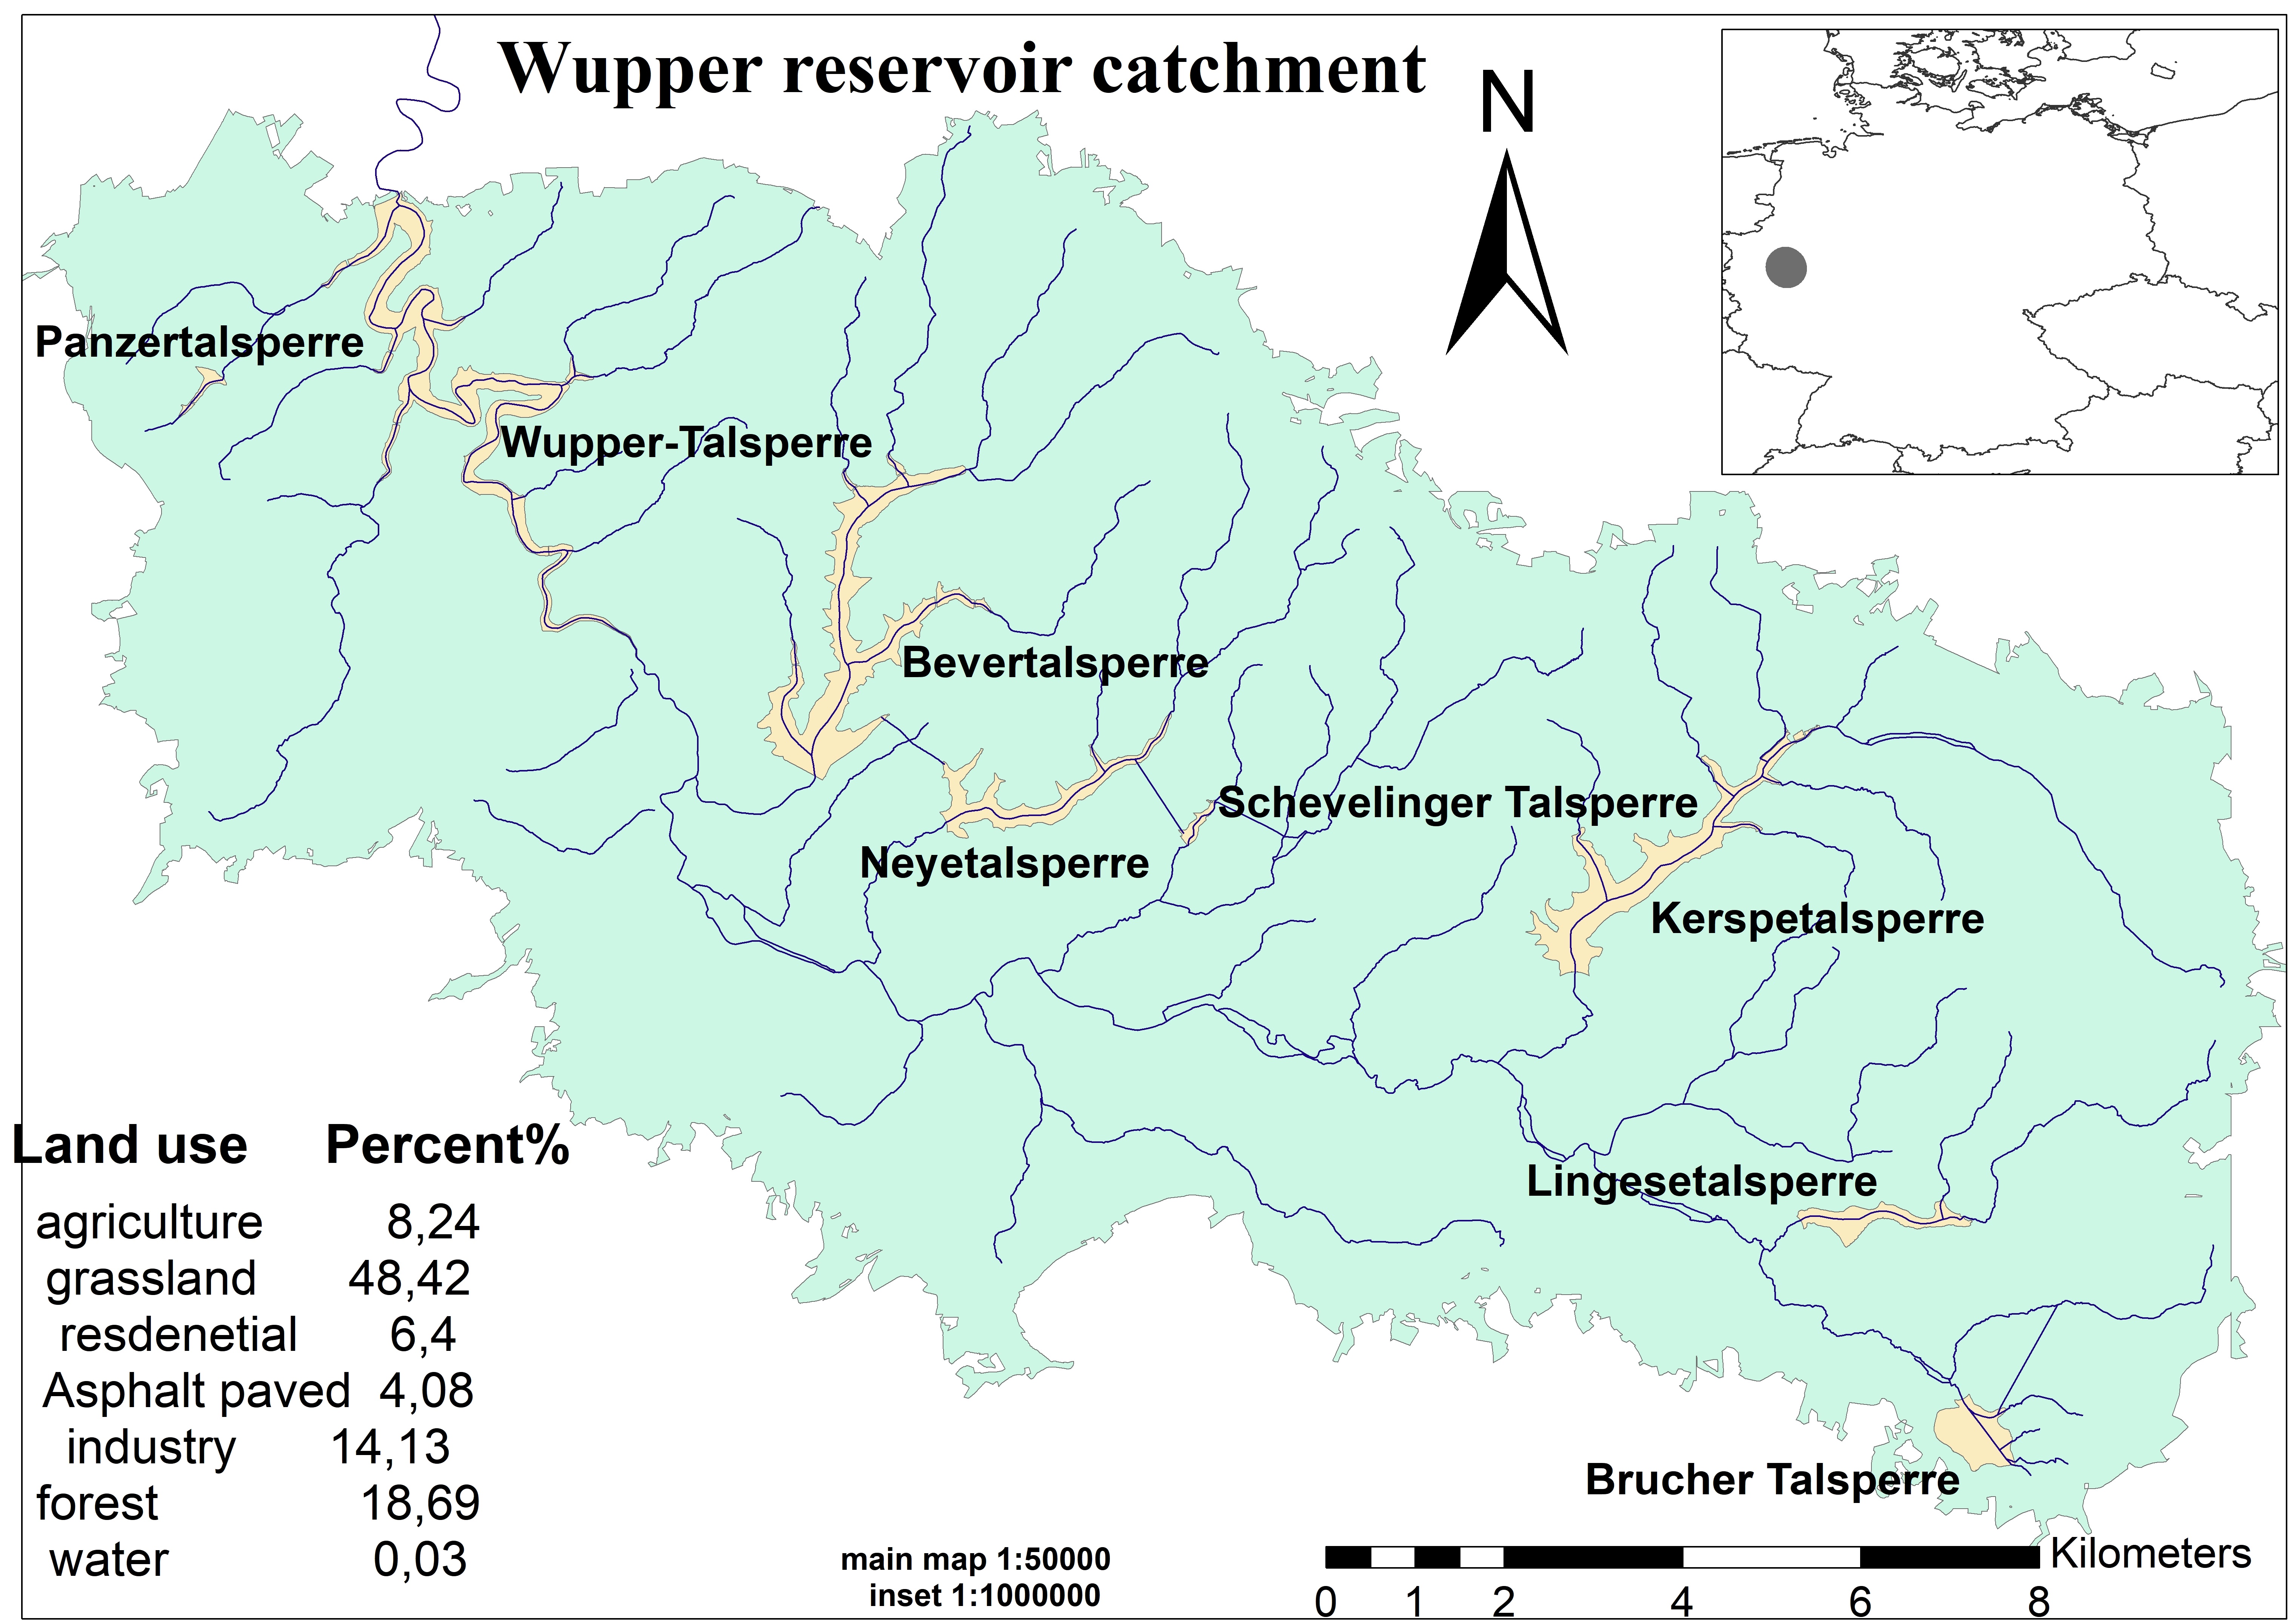 Wupper reservoir catchment
N
Panzertalsperre
Wupper-Talsperre
Bevertalsperre
Schevelinger Talsperre
Neyetalsperre
Kerspetalsperre
Lingesetalsperre
Brucher Talsperre
Land use Percent%
agriculture 8,24
grassland 48,42
resdenetial 6,4
Asphalt paved 4,08
industry 14,13
forest 18,69
water 0,03
main map 1:50000
inset 1:1000000
Kilometers
0 1 2 4 6 8